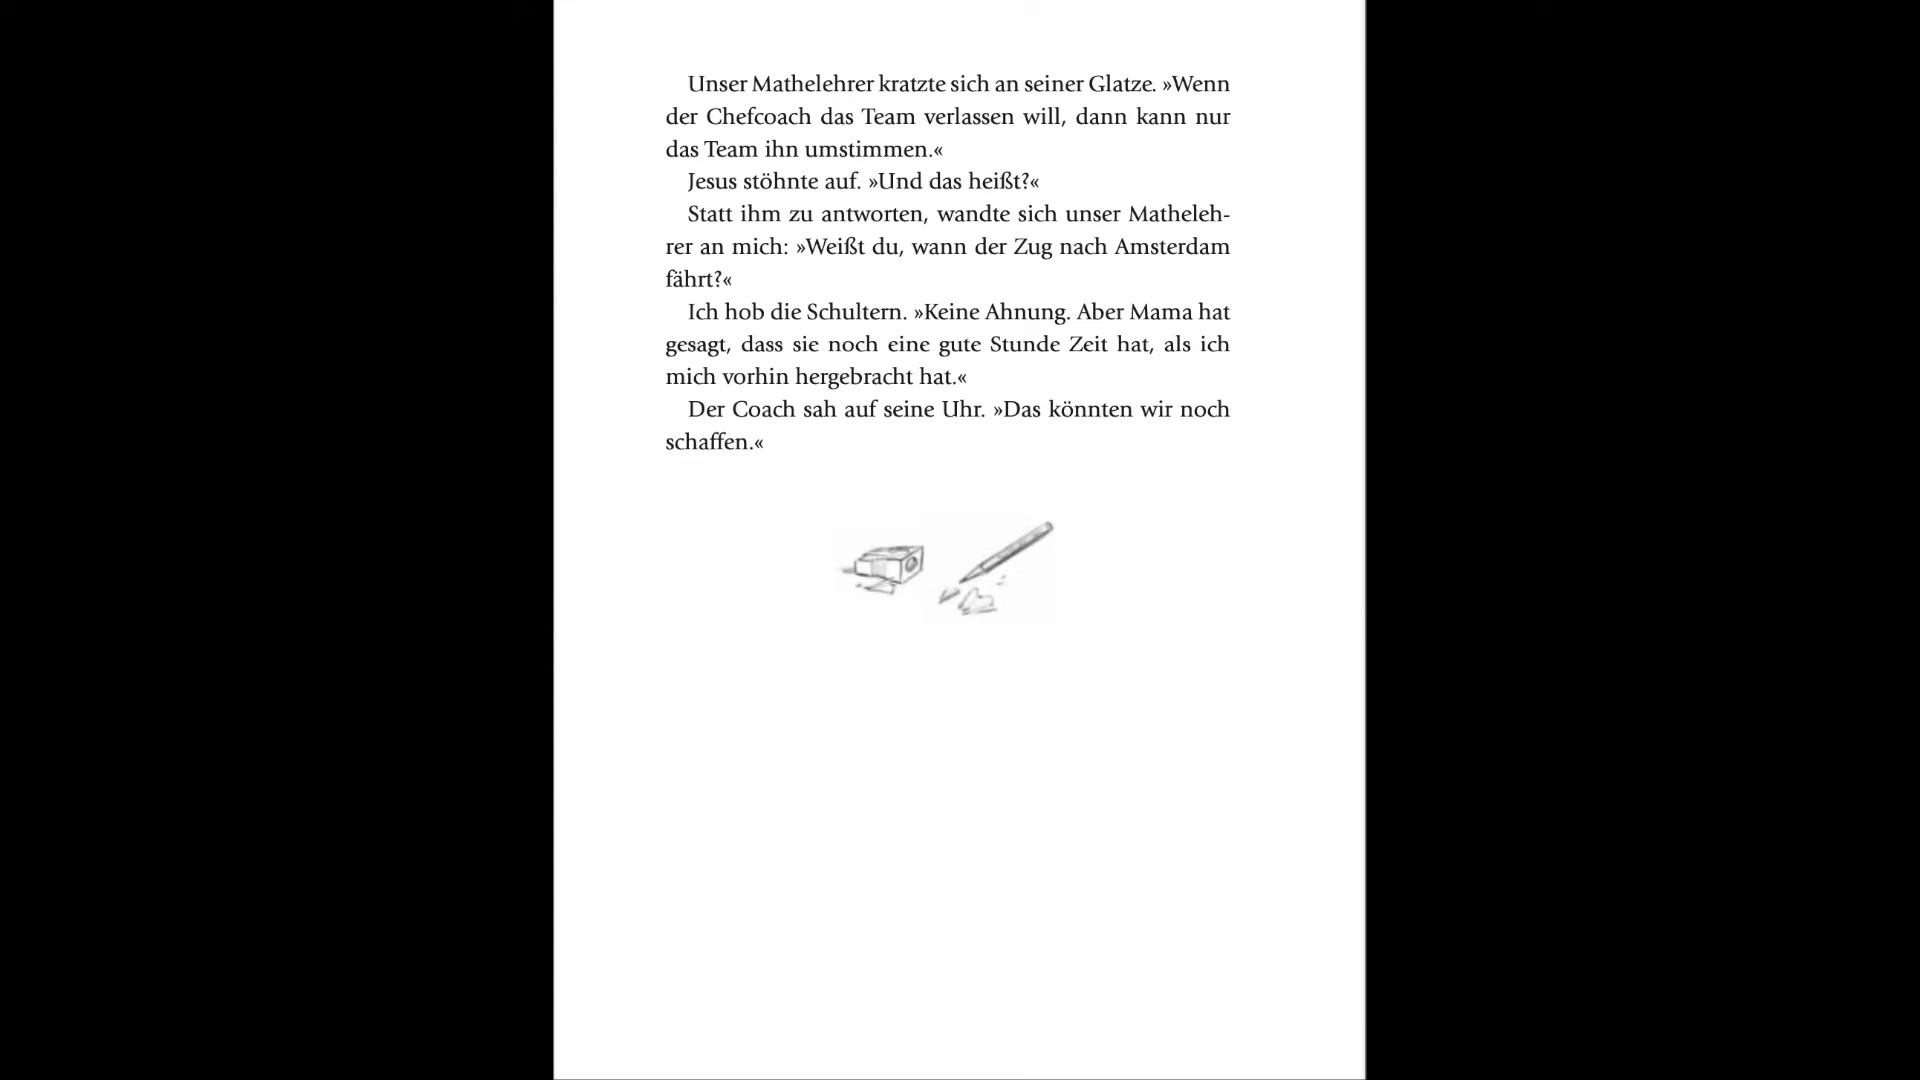 Unser Mathelehrer kratzte sich an seiner Glatze. »Wenn
der Chefcoach das Team verlassen will, dann kann nur
das Team ihn umstimmen.«
Jesus stöhnte auf. »Und das heißt?«
Statt ihm zu antworten, wandte sich unser Matheleh-
rer an mich: »Weißt du, wann der Zug nach Amsterdam
fährt?«
Ich hob die Schultern. »Keine Ahnung. Aber Mama hat
gesagt, dass sie noch eine gute Stunde Zeit hat, als ich
mich vorhin hergebracht hat.«
Der Coach sah auf seine Uhr. »Das könnten wir noch
schaffen.«